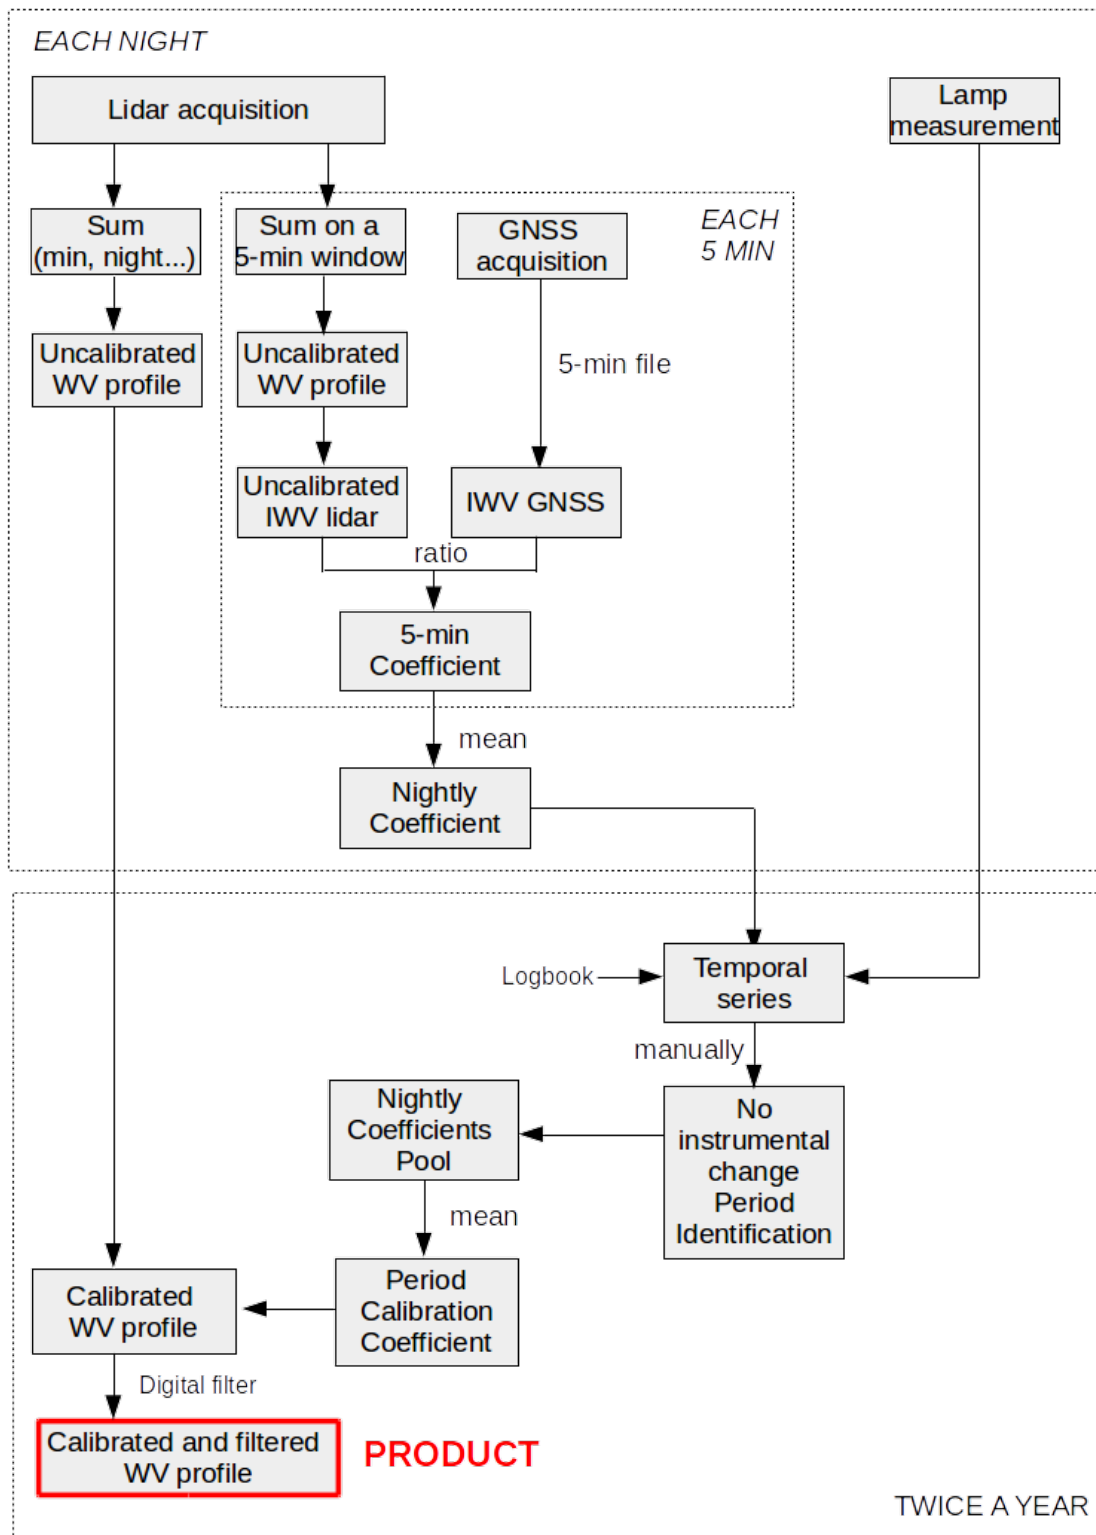 EACH NIGHT
Lidar acquisition
Lamp
measurement
Sum
(min, night...)
Sum on a
5-min window
GNSS
acquisition
EACH
5 MIN
Uncalibrated
WV profile
Uncalibrated
WV profile
5-min file
Uncalibrated
IWV lidar
IWV GNSS
ratio
5-min
Coefficient
mean
Nightly
Coefficient
Logbook
Temporal
series
manually
Nightly
Coefficients
Pool
No
instrumental
change
Period
Identification
mean
Calibrated
WV profile
Period
Calibration
Coefficient
Digital filter
Calibrated and filtered
WV profile
PRODUCT
TWICE A YEAR